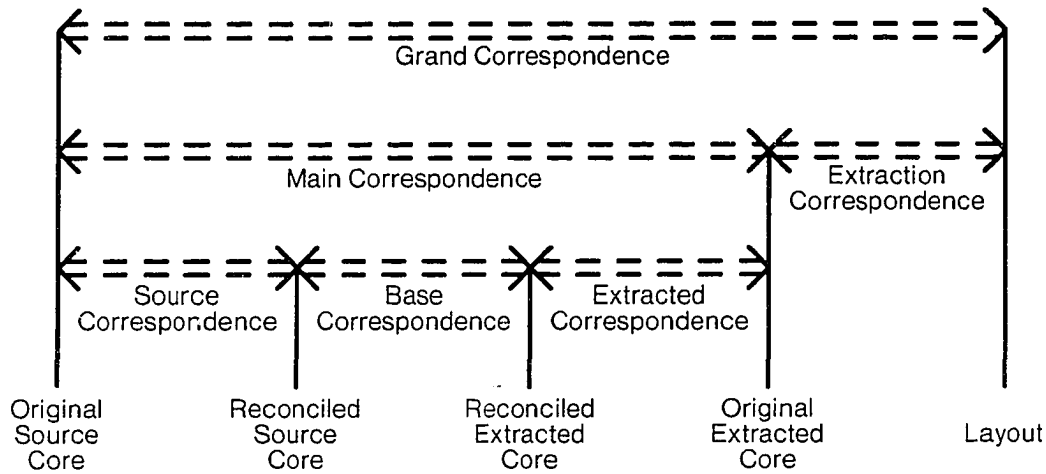 Grand Correspondence
Main Correspondence
Extraction
Correspondence
Source
Correspondence
Base
Correspondence
Extracted
Correspondence
Original
Source
Core
Reconciled
Source
Core
Reconciled
Extracted
Core
Original
Extracted
Core
Layout